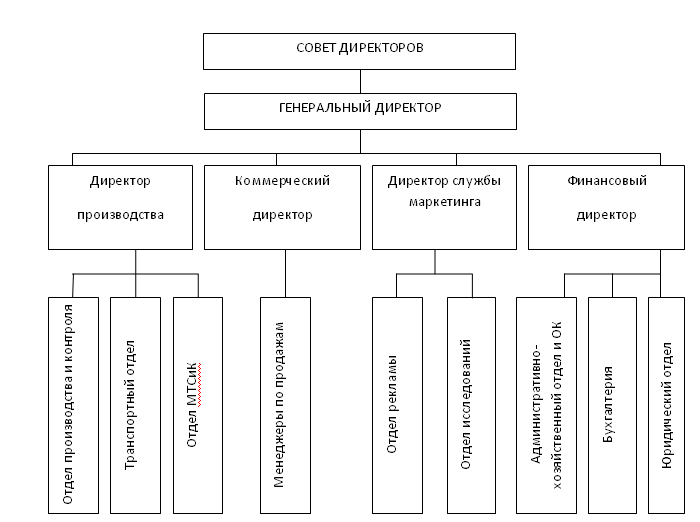 СОВЕТ ДИРЕКТОРОВ
ГЕНЕРАЛЬНЫЙ ДИРЕКТОР
Директор
производства
Коммерческий
директор
Директор службы
маркетинга
Финансовый
директор
Отдел производства и контроля
Транспортный отдел
Отдел МТСиК
Менеджеры по продажам
Отдел рекламы
Отдел исследований
Административно-
хозяйственный отдел и ОК
Бухгалтерия
Юридический отдел